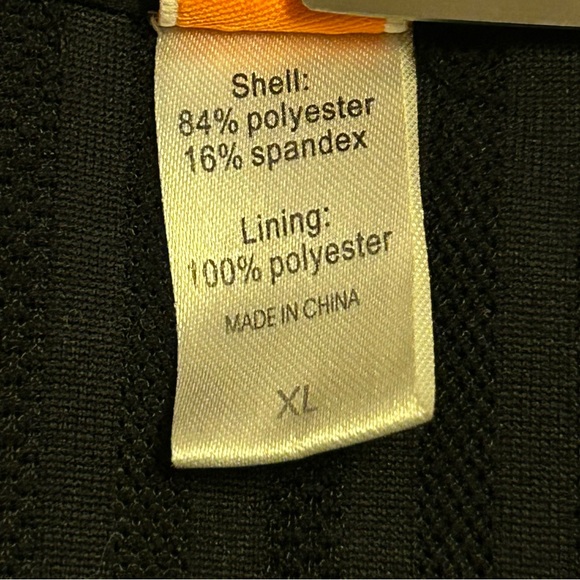 Shell:
84% polyester
16% spandex
Lining:
100% polyester
MADE IN CHINA
XL